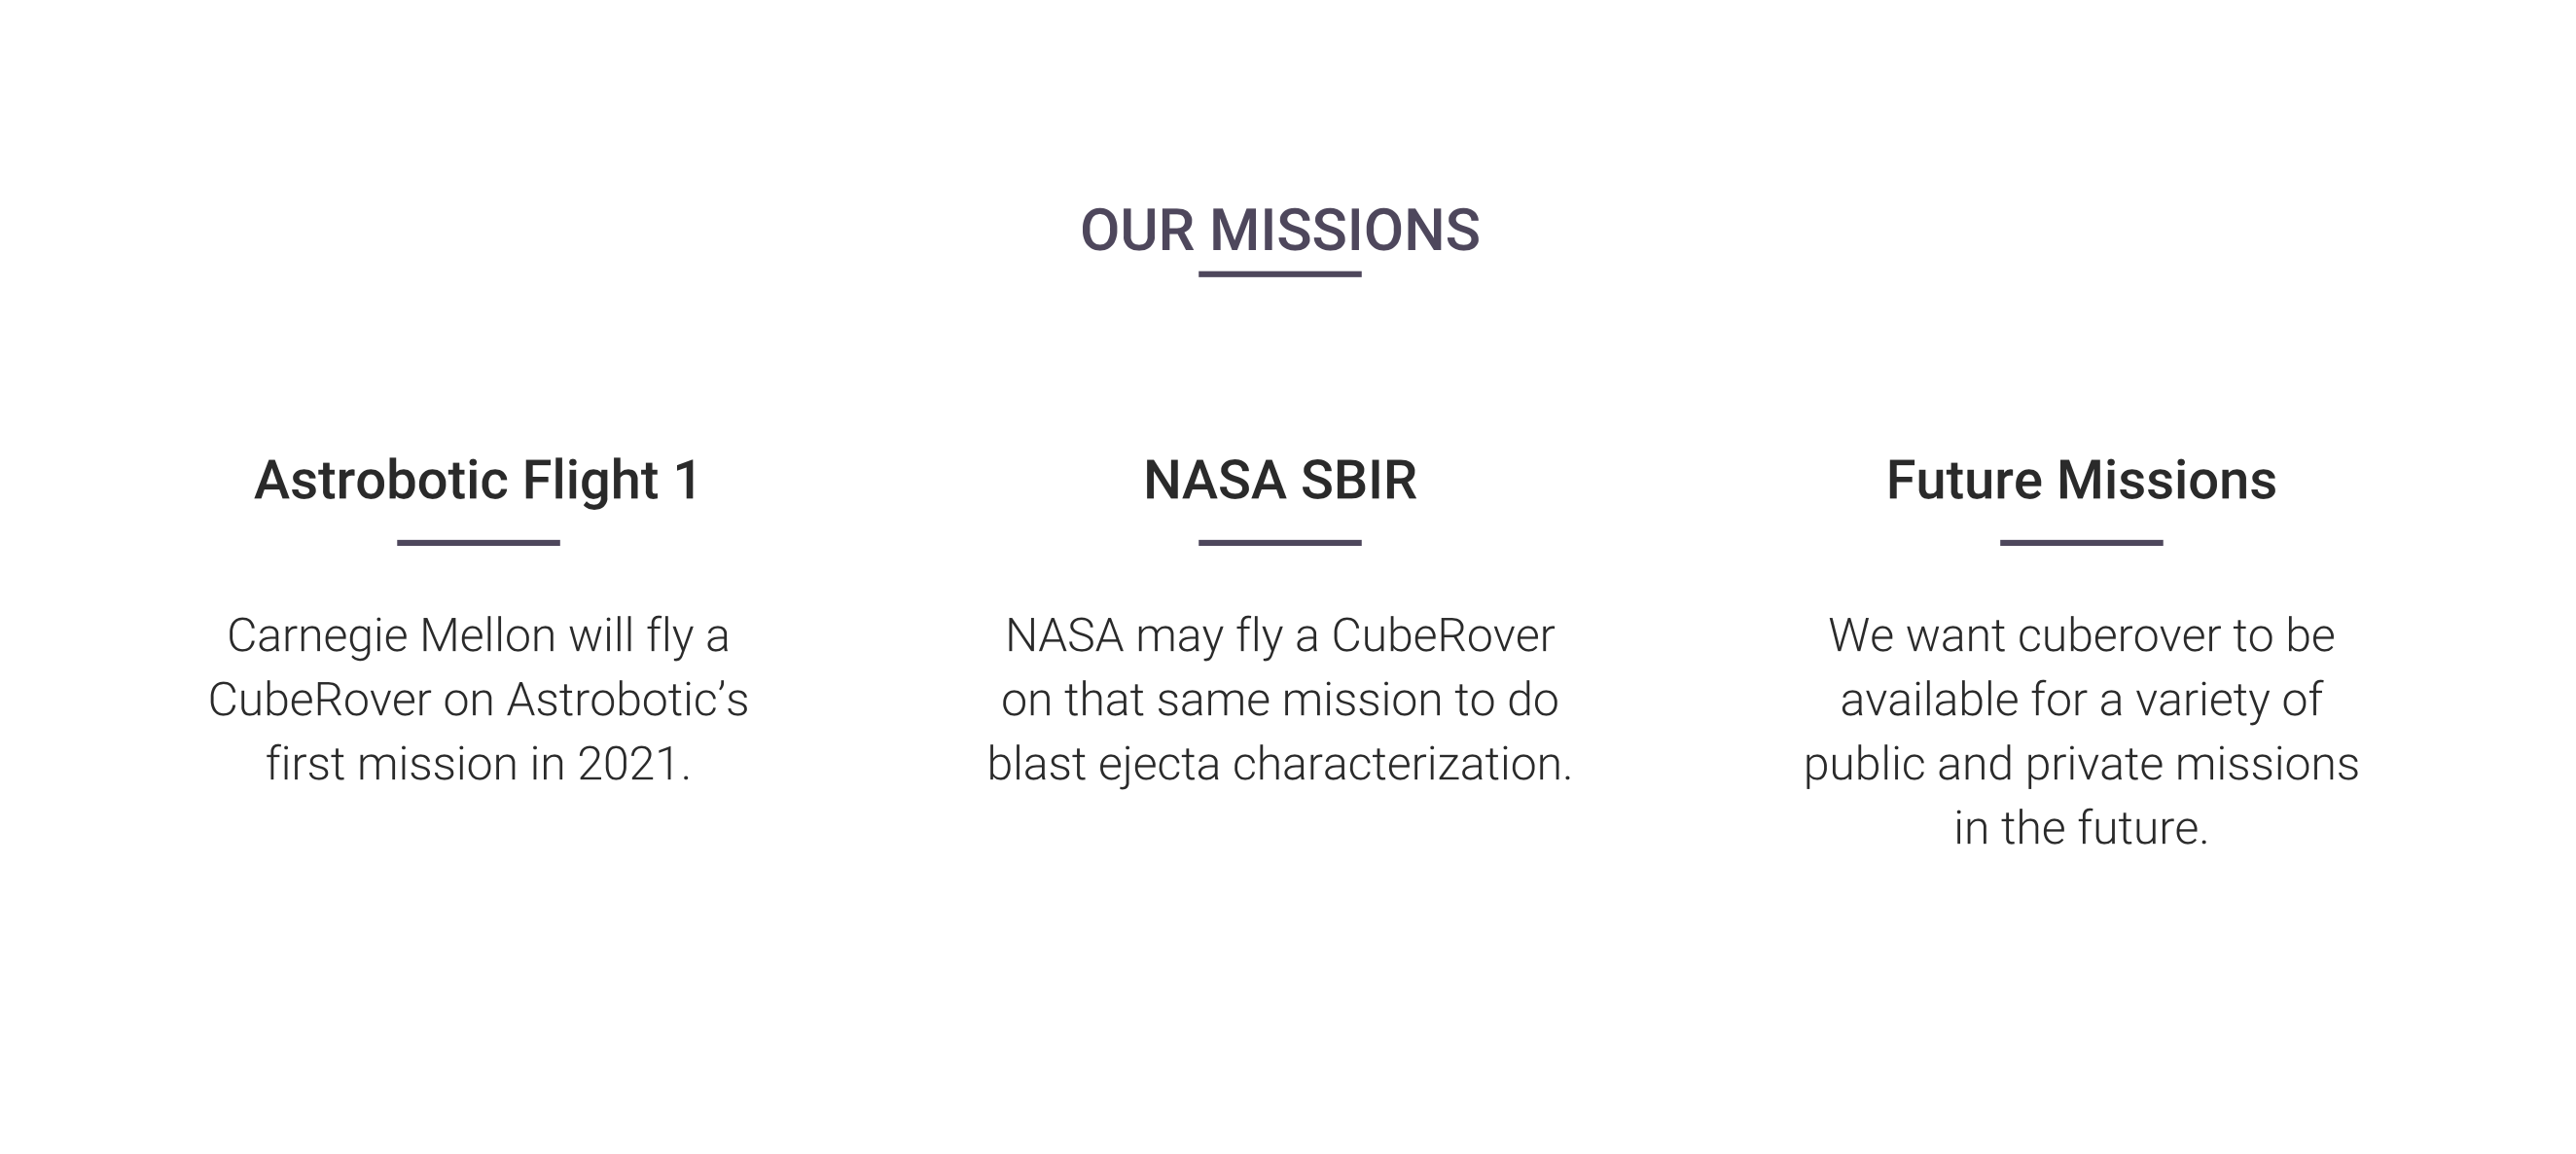 OUR MISSIONS
Astrobotic Flight 1
Carnegie Mellon will fly a
CubeRover on Astrobotic’s
first mission in 2021.
NASA SBIR
NASA may fly a CubeRover
on that same mission to do
blast ejecta characterization.
Future Missions
We want cuberover to be
available for a variety of
public and private missions
in the future.